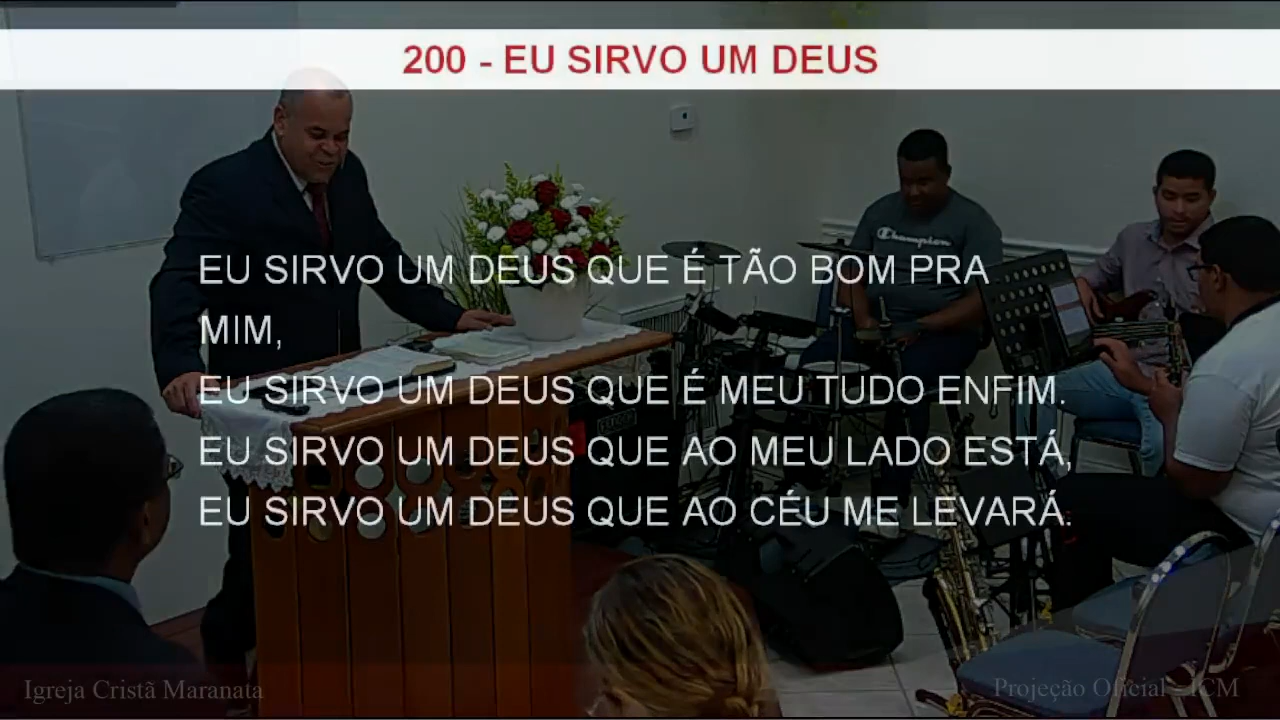 200 - EU SIRVO UM DEUS
Champion
EU SIRVO UM DEUS QUE É TÃO BOM PRA
MIM,
EU SIRVO UM DEUS QUE É MEU TUDO ENFIM.
EU SIRVO UM DEUS QUE AO MEU LADO ESTÁ,
EU SIRVO UM DEUS QUE AO CÉU ME LEVARÁ.
Igreja Cristã Maranata
Projeção Oficial - ICM